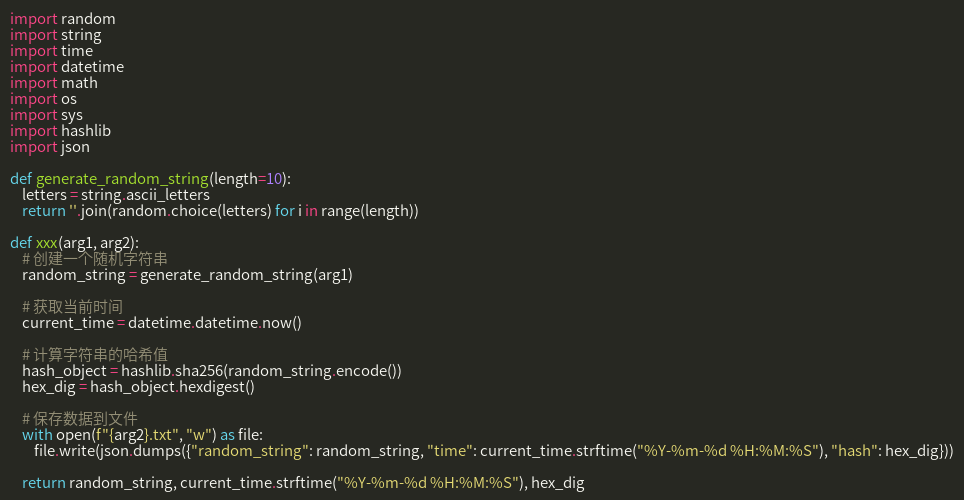 import random
import string
import time
import datetime
import math
import os
import sys
import hashlib
import json
def generate_random_string(length=10):
letters = string.ascii_letters
return ''.join(random.choice(letters) for i in range(length))
def xxx(arg1, arg2):
# 创建一个随机字符串
random_string = generate_random_string(arg1)
# 获取当前时间
current_time = datetime.datetime.now()
# 计算字符串的哈希值
hash_object = hashlib.sha256(random_string.encode())
hex_dig = hash_object.hexdigest()
# 保存数据到文件
with open(f"{arg2}.txt", "w") as file:
file.write(json.dumps({"random_string": random_string, "time": current_time.strftime("%Y-%m-%d %H:%M:%S"), "hash": hex_dig}))
return random_string, current_time.strftime("%Y-%m-%d %H:%M:%S"), hex_dig